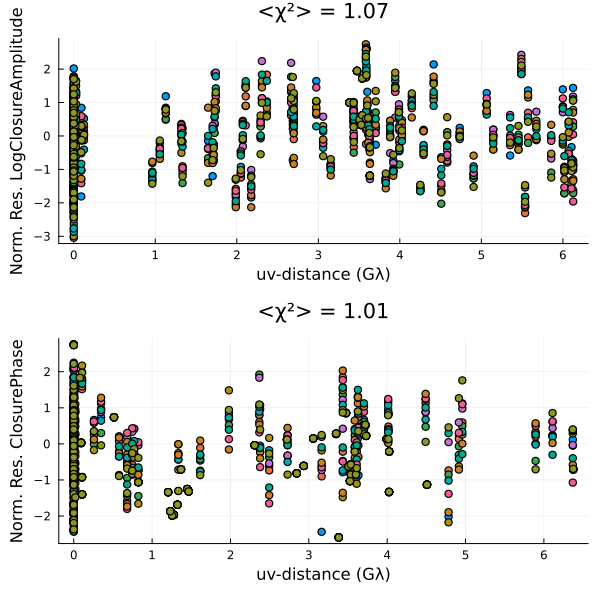 <χ²> = 1.07
Norm. Res. LogClosureAmplitude
2
1
0
−1
−2
−3
0 1 2 3 4 5 6
uv-distance (Gλ)
<χ²> = 1.01
Norm. Res. ClosurePhase
2
1
0
−1
−2
0 1 2 3 4 5 6
uv-distance (Gλ)